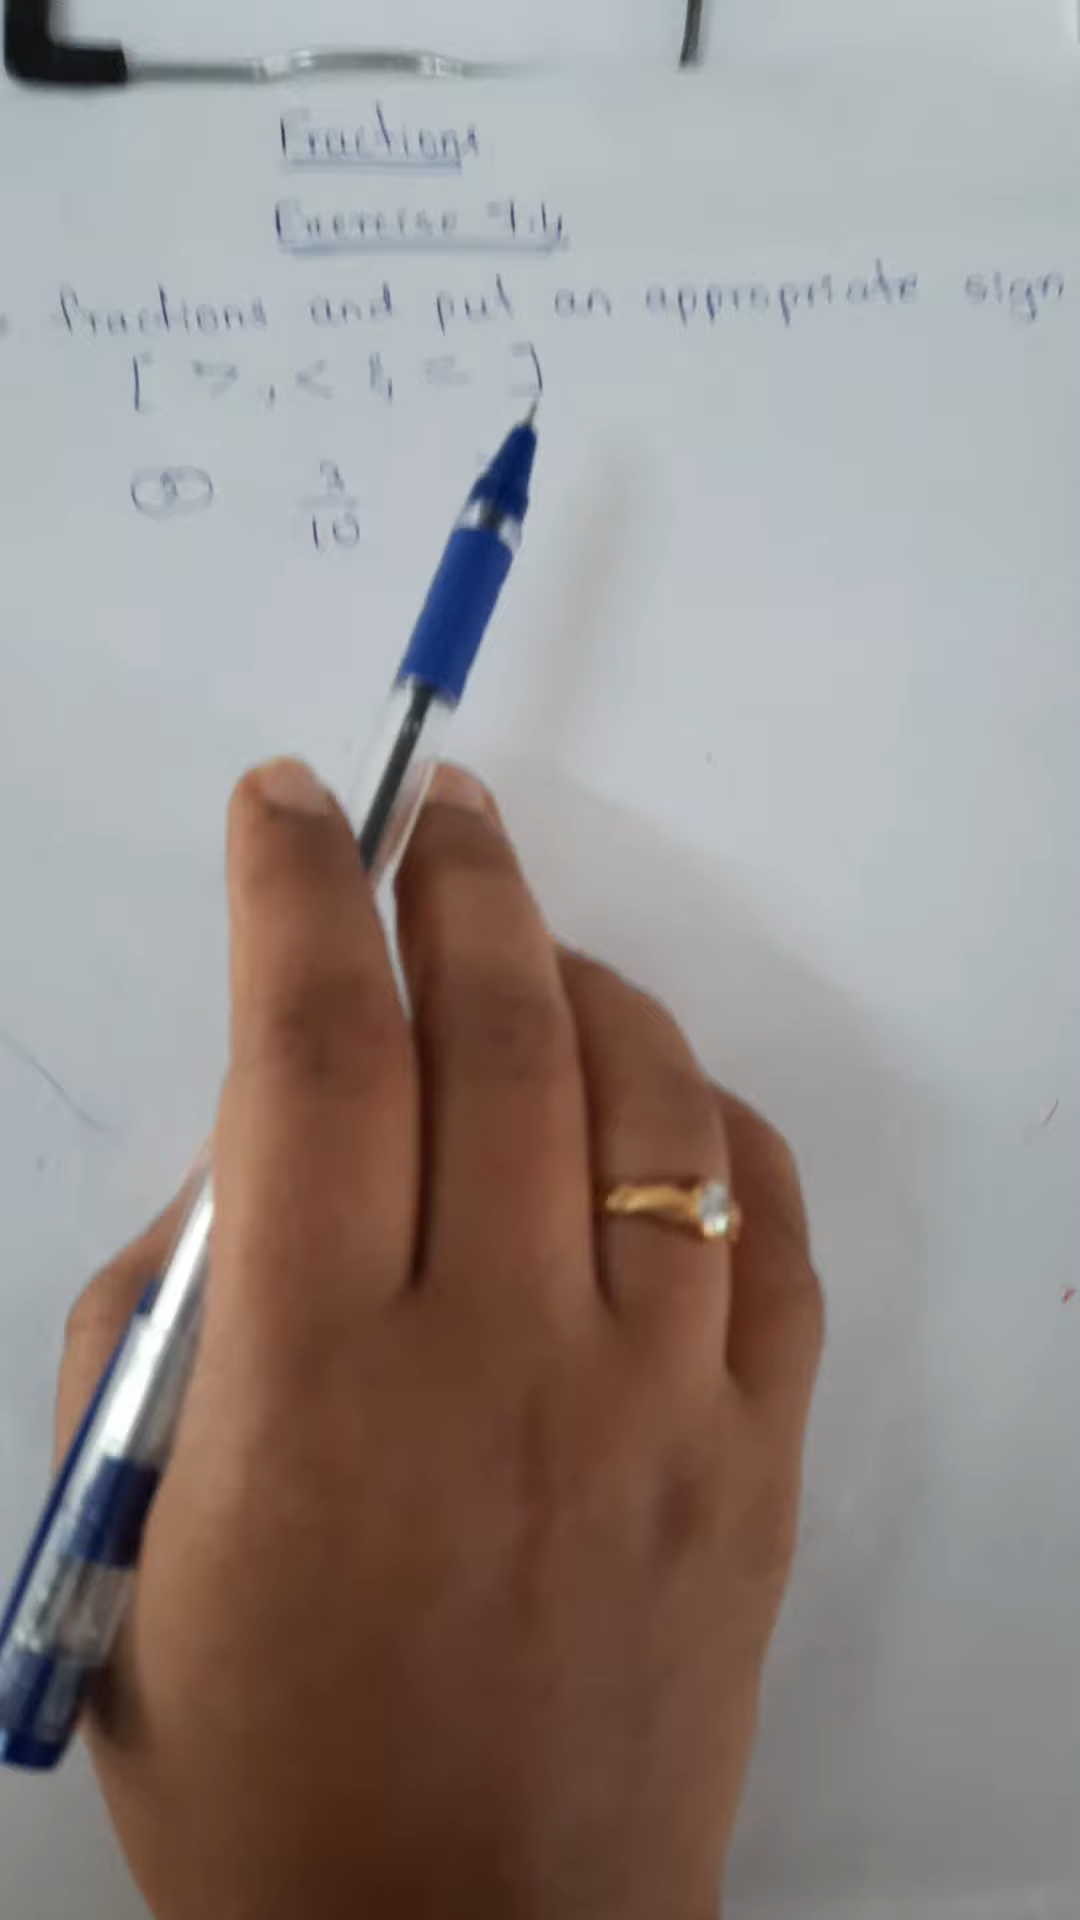 Fractions
Exercise 7.4
fractions and put an appropriate sign
[ >, < &, = ]
3
10